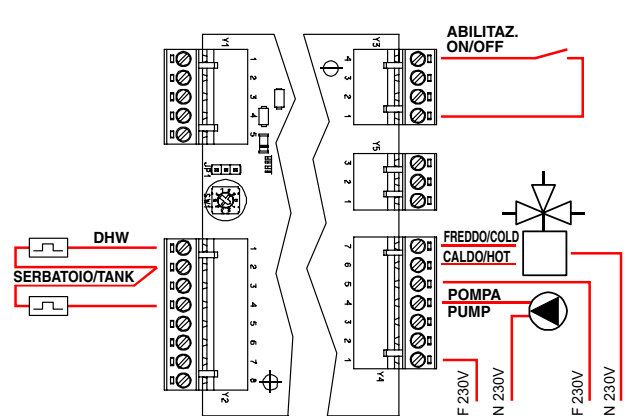 Y1
1
2
3
4
5
JP1
SW1
Y3
4
3
2
1
ABILITAZ.
ON/OFF
Y5
3
2
1
DHW
SERBATOIO/TANK
1
2
3
4
5
6
7
8
Y2
7
6
5
4
3
2
1
Y4
FREDDO/COLD
CALDO/HOT
POMPA
PUMP
F 230V
N 230V
F 230V
N 230V